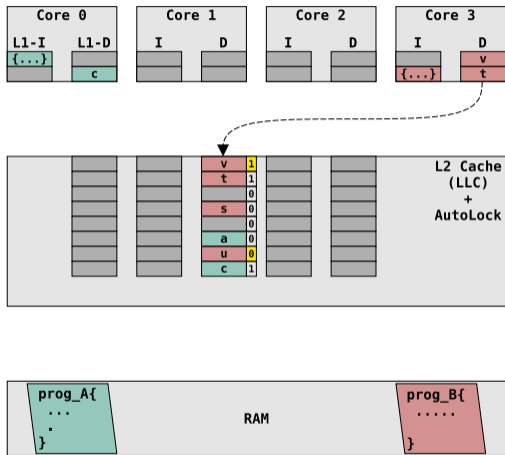 Core 0 Core 1 Core 2 Core 3
L1-I L1-D I D I D I D
{...} v
c {...} t
v 1
t 1
0
s 0
0
a 0
u 0
c 1
L2 Cache
(LLC)
+
AutoLock
prog_A{
...
.
}
RAM
prog_B{
.....
}